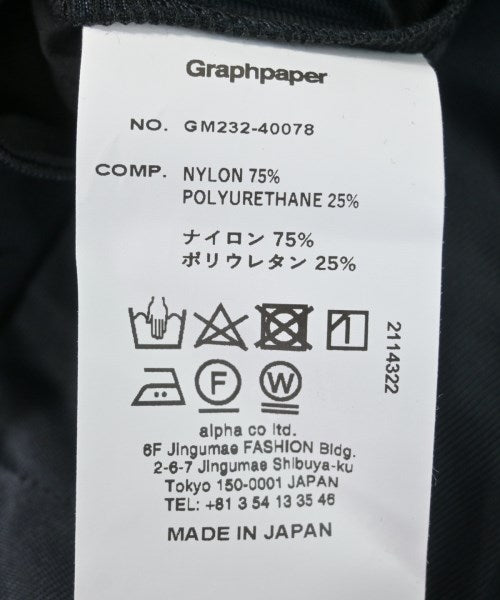 Graphpaper
NO. GM232-40078
COMP. NYLON 75%
POLYURETHANE 25%
ナイロン 75%
ポリウレタン 25%
2114322
F
W
alpha co ltd.
6F Jingumae FASHION Bldg.
2-6-7 Jingumae Shibuya-ku
Tokyo 150-0001 JAPAN
TEL: +81 3 54 13 35 46
MADE IN JAPAN